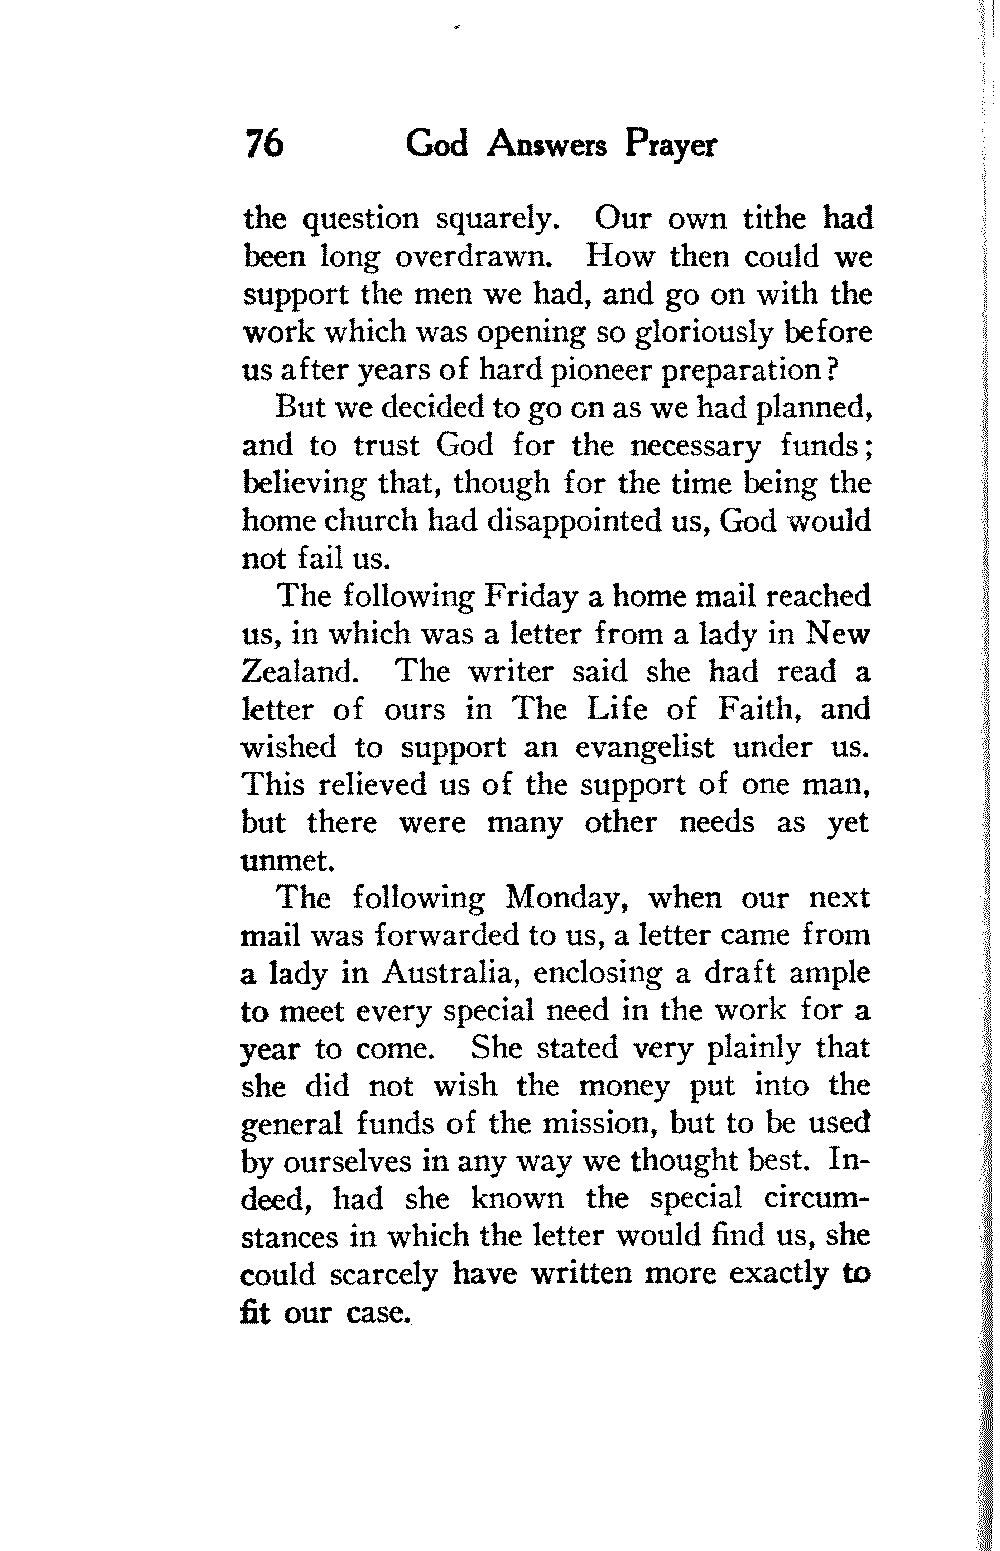 76 God Answers Prayer
the question squarely. Our own tithe had
been long overdrawn. How then could we
support the men we had, and go on with the
work which was opening so gloriously before
us after years of hard pioneer preparation?
But we decided to go on as we had planned,
and to trust God for the necessary funds;
believing that, though for the time being the
home church had disappointed us, God would
not fail us.
The following Friday a home mail reached
us, in which was a letter from a lady in New
Zealand. The writer said she had read a
letter of ours in The Life of Faith, and
wished to support an evangelist under us.
This relieved us of the support of one man,
but there were many other needs as yet
unmet.
The following Monday, when our next
mail was forwarded to us, a letter came from
a lady in Australia, enclosing a draft ample
to meet every special need in the work for a
year to come. She stated very plainly that
she did not wish the money put into the
general funds of the mission, but to be used
by ourselves in any way we thought best. In-
deed, had she known the special circum-
stances in which the letter would find us, she
could scarcely have written more exactly to
fit our case.